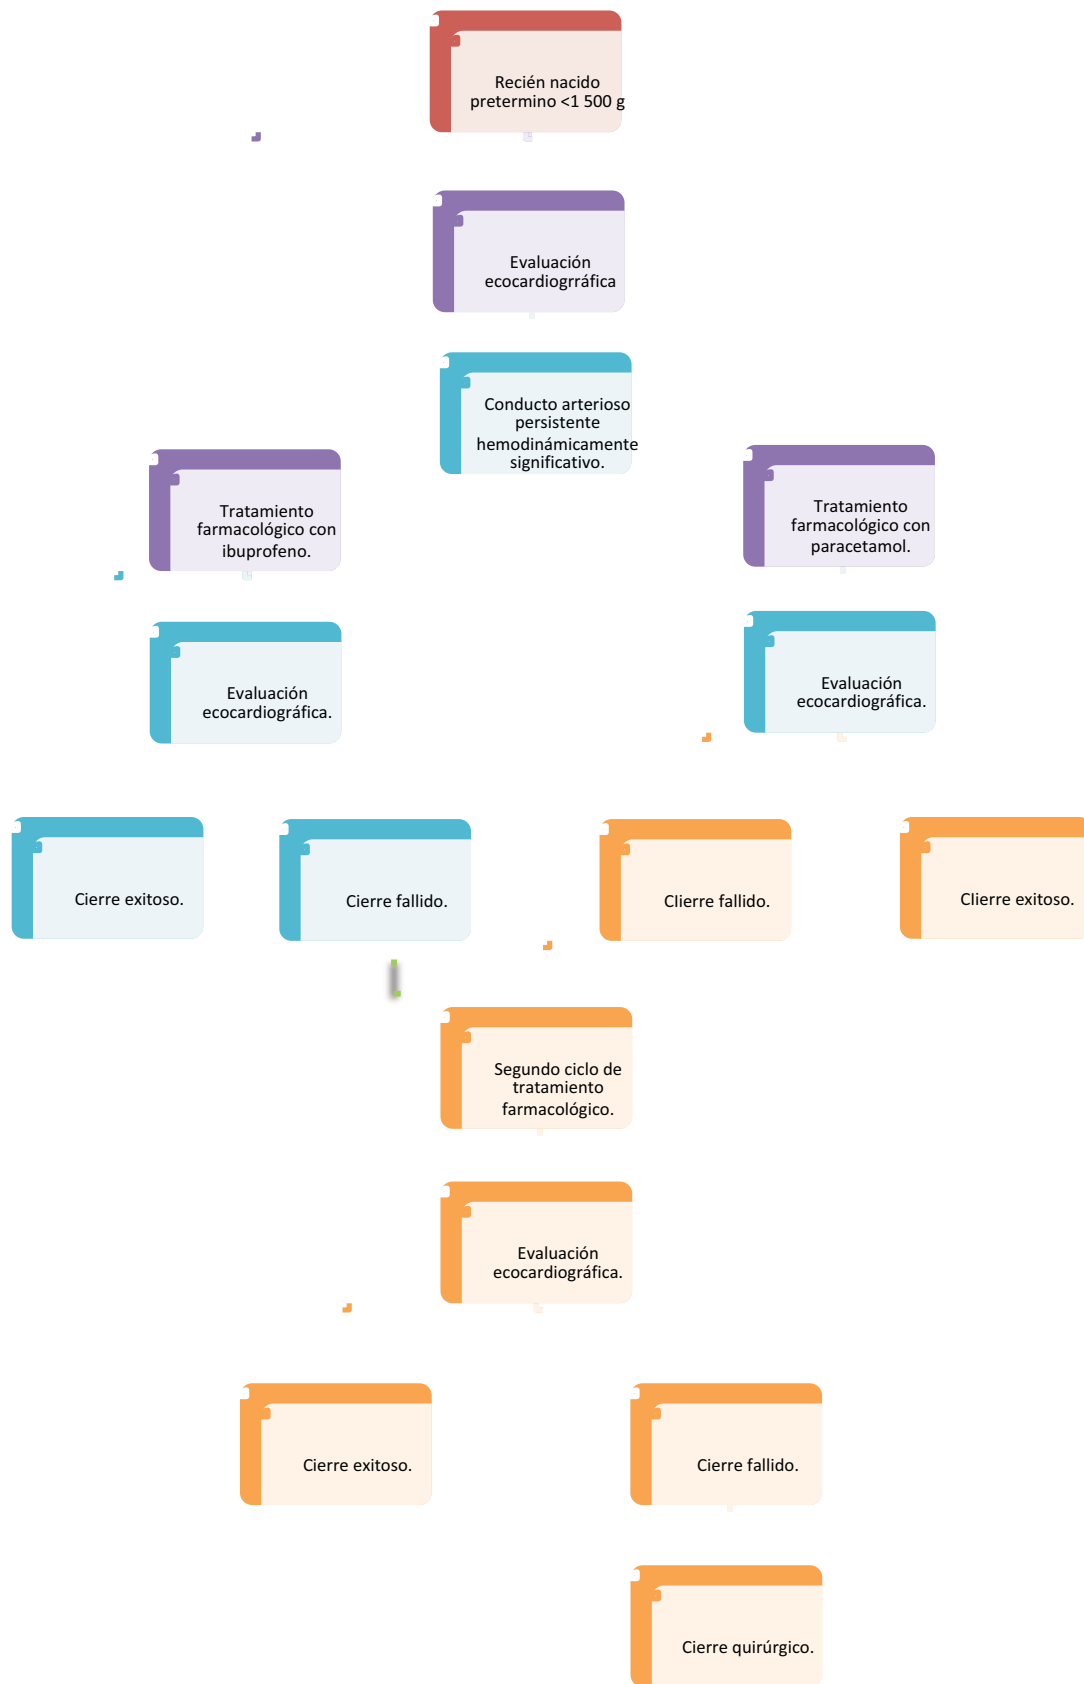 Recién nacido
pretermino <1 500 g
Evaluación
ecocardiogrráfica
Conducto arterioso
persistente
hemodinámicamente
significativo.
Tratamiento
farmacológico con
ibuprofeno.
Tratamiento
farmacológico con
paracetamol.
Evaluación
ecocardiográfica.
Evaluación
ecocardiográfica.
Cierre exitoso.
Cierre fallido.
Clierre fallido.
Clierre exitoso.
Segundo ciclo de
tratamiento
farmacológico.
Evaluación
ecocardiográfica.
Cierre exitoso.
Cierre fallido.
Cierre quirúrgico.